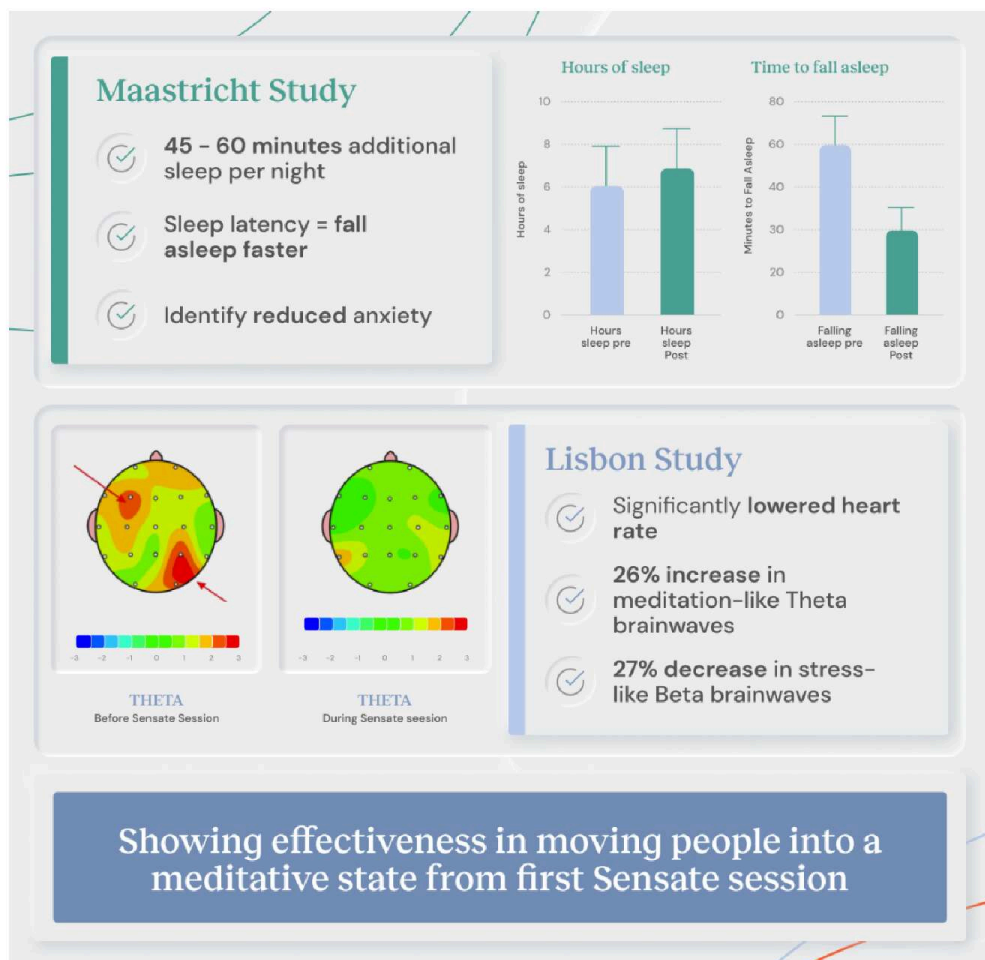 Maastricht Study
45 – 60 minutes additional
sleep per night
Sleep latency = fall
asleep faster
Identify reduced anxiety
Hours of sleep
Hours of sleep
10
8
6
4
2
0
Hours
sleep pre
Hours
sleep
Post
Time to fall asleep
Minutes to Fall Asleep
80
60
40
30
20
0
Falling
asleep pre
Falling
asleep
Post
-3 -2 -1 0 1 2 3
THETA
Before Sensate Session
-3 -2 -1 0 1 2 3
THETA
During Sensate seesion
Lisbon Study
Significantly lowered heart
rate
26% increase in
meditation-like Theta
brainwaves
27% decrease in stress-
like Beta brainwaves
Showing effectiveness in moving people into a
meditative state from first Sensate session